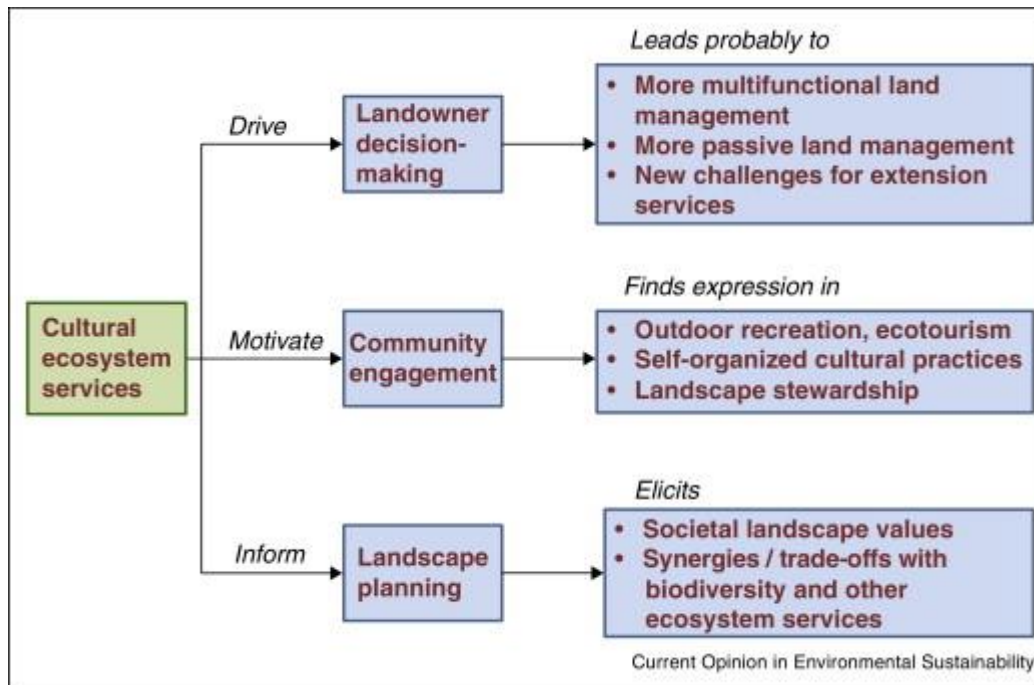 Leads probably to
• More multifunctional land
management
• More passive land management
• New challenges for extension
services
Drive
Landowner
decision-
making
Finds expression in
• Outdoor recreation, ecotourism
• Self-organized cultural practices
• Landscape stewardship
Cultural
ecosystem
services
Motivate
Community
engagement
Elicits
• Societal landscape values
• Synergies / trade-offs with
biodiversity and other
ecosystem services
Inform
Landscape
planning
Current Opinion in Environmental Sustainability